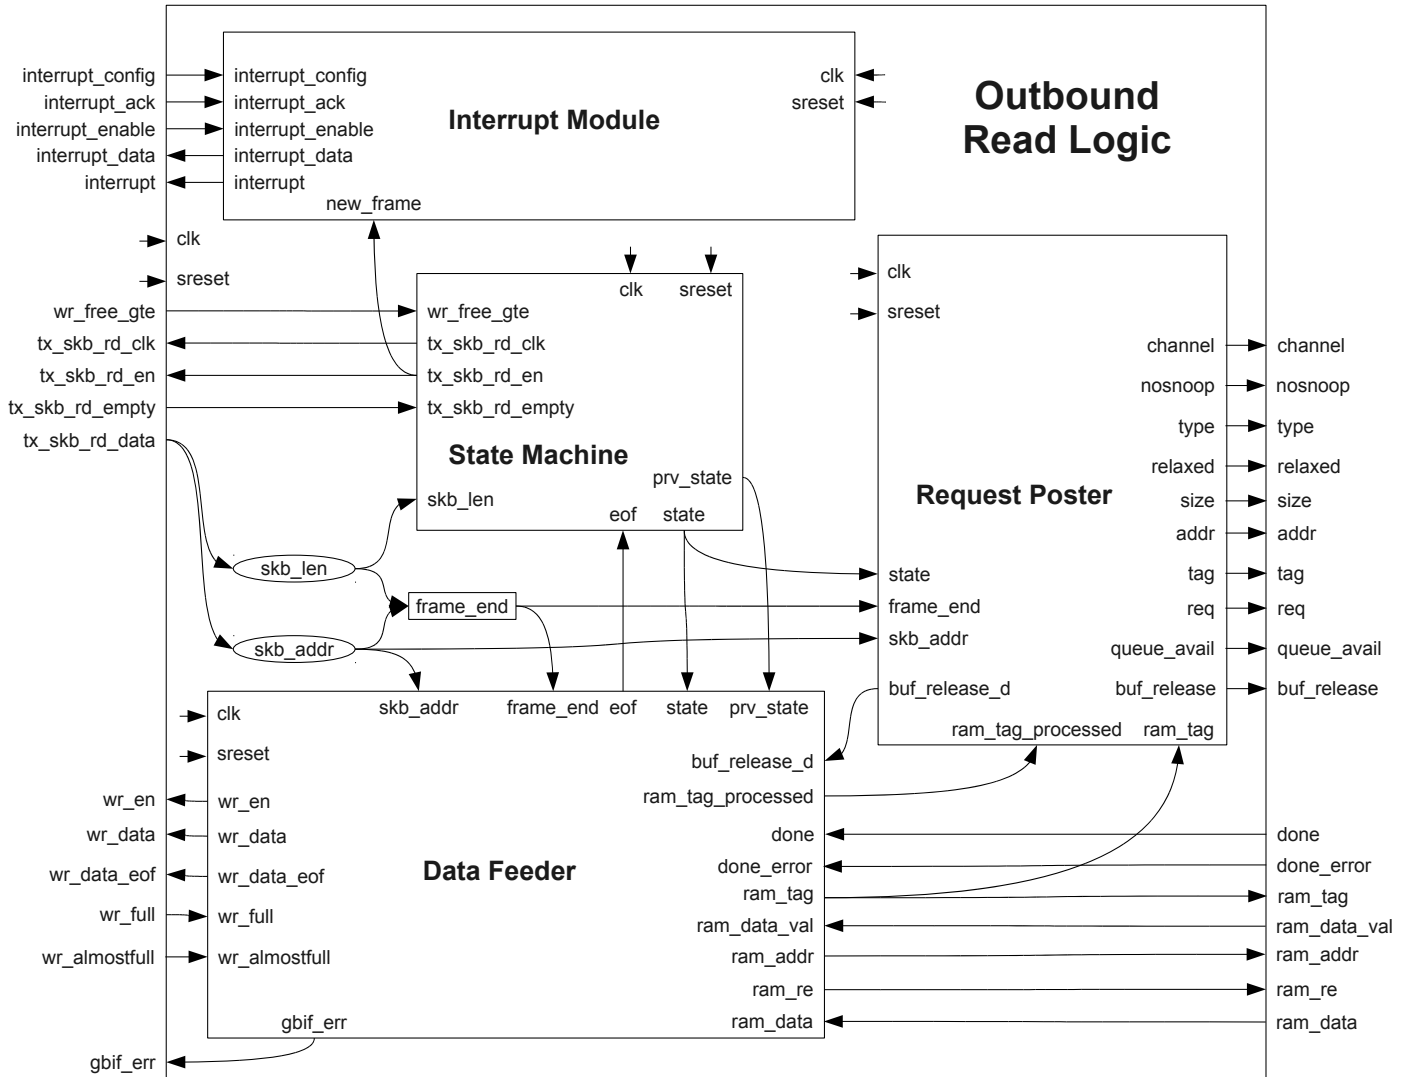 Outbound
Read Logic
interrupt_config
interrupt_ack
interrupt_enable
interrupt_data
interrupt
interrupt_config
interrupt_ack
interrupt_enable
interrupt_data
interrupt
new_frame
Interrupt Module
clk
sreset
clk
sreset
wr_free_gte
tx_skb_rd_clk
tx_skb_rd_en
tx_skb_rd_empty
tx_skb_rd_data
clk
sreset
wr_free_gte
tx_skb_rd_clk
tx_skb_rd_en
tx_skb_rd_empty
State Machine
prv_state
skb_len
eof
state
skb_len
frame_end
skb_addr
clk
sreset
Request Poster
state
frame_end
skb_addr
buf_release_d
channel
nosnoop
type
relaxed
size
addr
tag
req
queue_avail
buf_release
ram_tag_processed
ram_tag
channel
nosnoop
type
relaxed
size
addr
tag
req
queue_avail
buf_release
skb_addr
frame_end
eof
state
prv_state
clk
sreset
wr_en
wr_data
wr_data_eof
wr_full
wr_almostfull
gbif_err
Data Feeder
buf_release_d
ram_tag_processed
done
done_error
ram_tag
ram_data_val
ram_addr
ram_re
ram_data
wr_en
wr_data
wr_data_eof
wr_full
wr_almostfull
gbif_err
done
done_error
ram_tag
ram_data_val
ram_addr
ram_re
ram_data